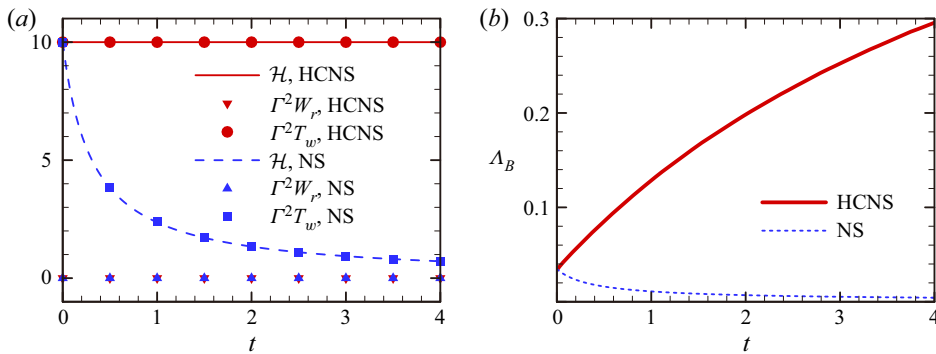 (a)
10
5
0
0 1 2 3 4
t
ℋ, HCNS
Γ²W_r, HCNS
Γ²T_w, HCNS
ℋ, NS
Γ²W_r, NS
Γ²T_w, NS
(b)
0.3
0.2
0.1
Λ_B
0 1 2 3 4
t
HCNS
NS